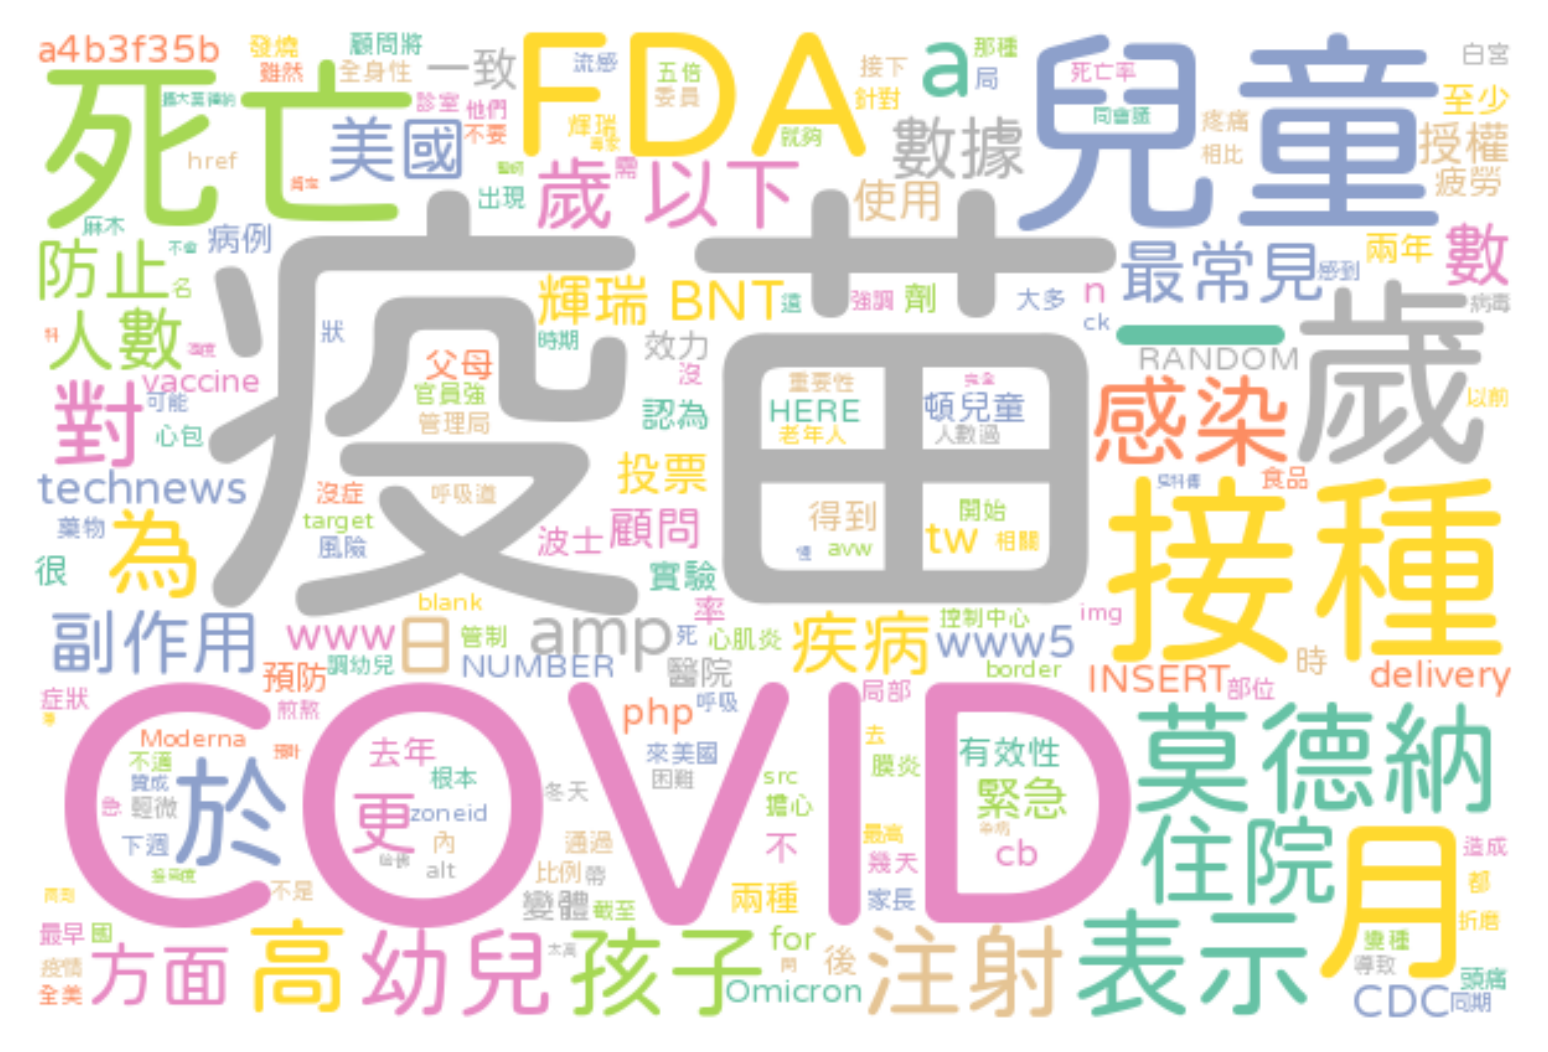 a4b3f35b 發燒 顧問將 一致 FDA 流感 五倍 委員 接下 a 那種 局 兒童 死亡率 白宮
雖然 全身性 死亡 診室 他們 不要 輝瑞 就夠 針對 數據 同會議 疼痛 相比 至少 授權 疲勞
href 美國 出現 歲 需 以下 使用
麻木 病例 不會 最常見 感到 兩年 數
防止 名 疫苗 輝瑞 BNT 這 強調 劑 大多 n ck 病毒
人數 狀 時期 效力 沒 一 RANDOM 歲
vaccine 可能 父母 官員強 管理局 重要性 完全 HERE 頓兒童 老年人 人數過 以前
對 心包 認為 感染
technews 沒症 呼吸道 投票 食品 接種
藥物 為 target 風險 波士 顧問 得到 開始 tw 相關 avw
很 實驗
blank 率 控制中心 img
副作用 www 日 管制 amp 死 心肌炎 疾病 www5 時
預防 調幼兒 NUMBER 醫院 border INSERT 部位 delivery
症狀 煎熬 COVID php 呼吸 局部 莫德納
Moderna 去年 來美國 去 有效性
不適 贊成 於 根本 困難 src 膜炎 緊急
輕微 更 zoneid 冬天 擔心 住院 月
下週 內 alt 通過 不 最高 cb 造成
不是 比例 帶 幾天 都
變體 截至 兩種 家長 折磨
最早 國 方面 高 幼兒 孩子 for 後 注射 表示 變種
疫情 全美 Omicron 導致 頭痛
CDC 同期